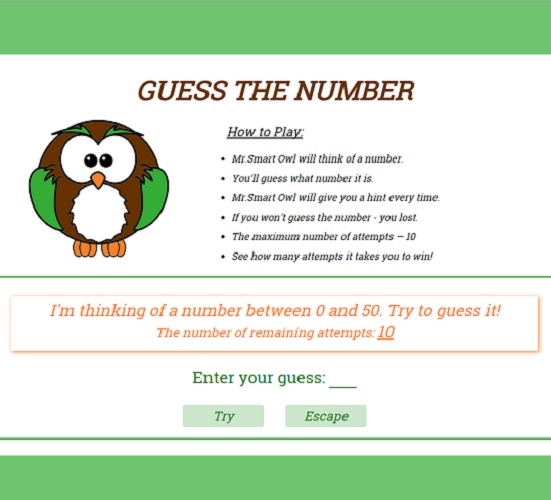 GUESS THE NUMBER
How to Play:
• Mr.Smart Owl will think of a number.
• You'll guess what number it is.
• Mr.Smart Owl will give you a hint every time.
• If you won't guess the number - you lost.
• The maximum number of attempts – 10
• See how many attempts it takes you to win!
I'm thinking of a number between 0 and 50. Try to guess it!
The number of remaining attempts: 10
Enter your guess: ___
Try
Escape